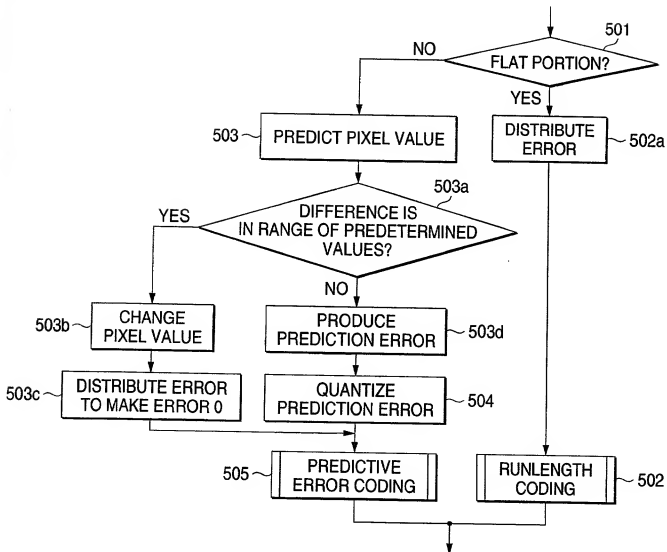 501
FLAT PORTION?
NO
YES
503
PREDICT PIXEL VALUE
DISTRIBUTE
ERROR
502a
503a
DIFFERENCE IS
IN RANGE OF PREDETERMINED
VALUES?
YES
NO
503b
CHANGE
PIXEL VALUE
PRODUCE
PREDICTION ERROR
503d
503c
DISTRIBUTE ERROR
TO MAKE ERROR 0
QUANTIZE
PREDICTION ERROR
504
505
PREDICTIVE
ERROR CODING
RUNLENGTH
CODING
502